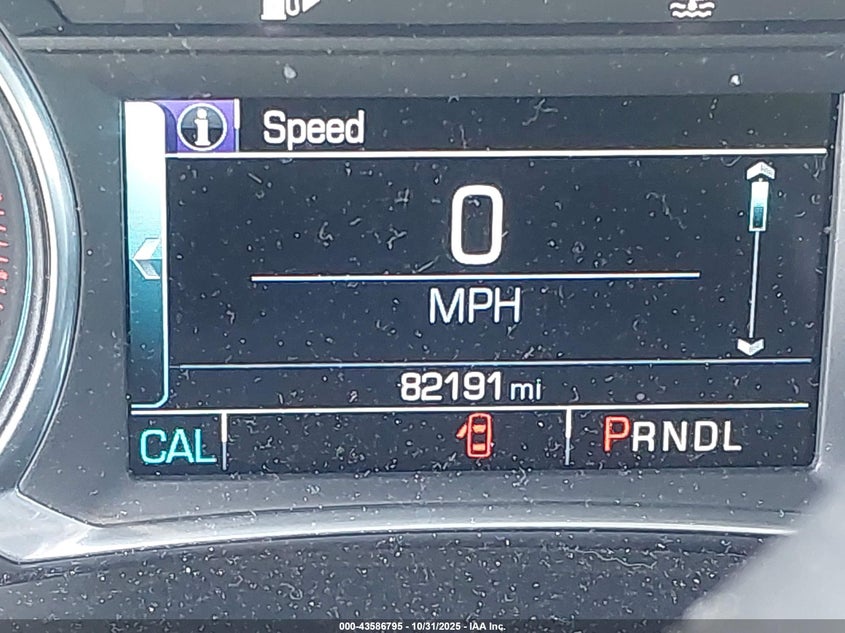 Speed
0
MPH
82191 mi
CAL
PRNDL
000-43586795 - 10/31/2025 - IAA Inc.